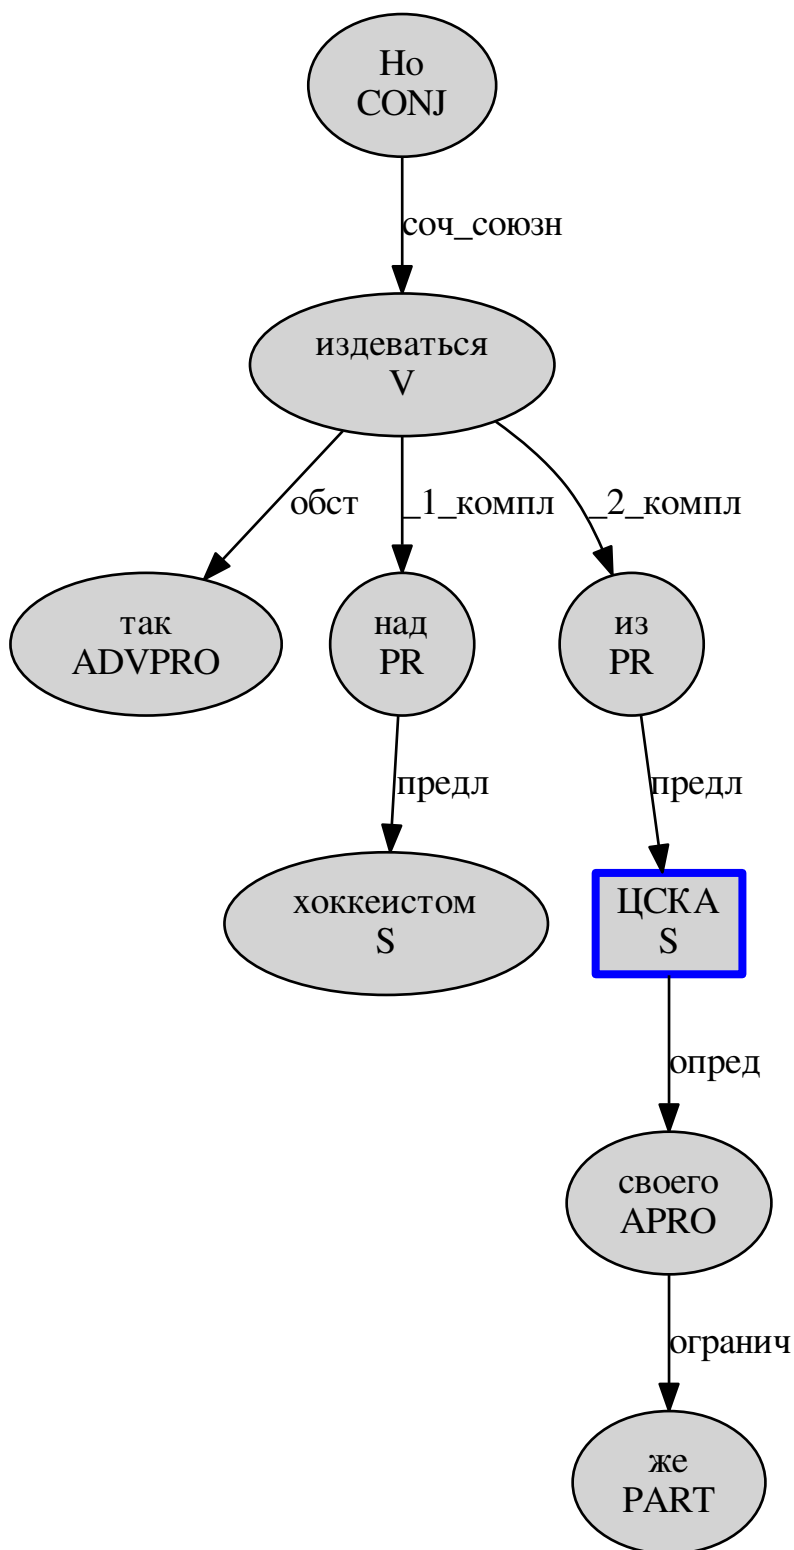 Но
CONJ
соч_союзн
издеваться
V
обст
_1_компл
_2_компл
так
ADVPRO
над
PR
из
PR
предл
предл
хоккеистом
S
ЦСКА
S
опред
своего
APRO
огранич
же
PART